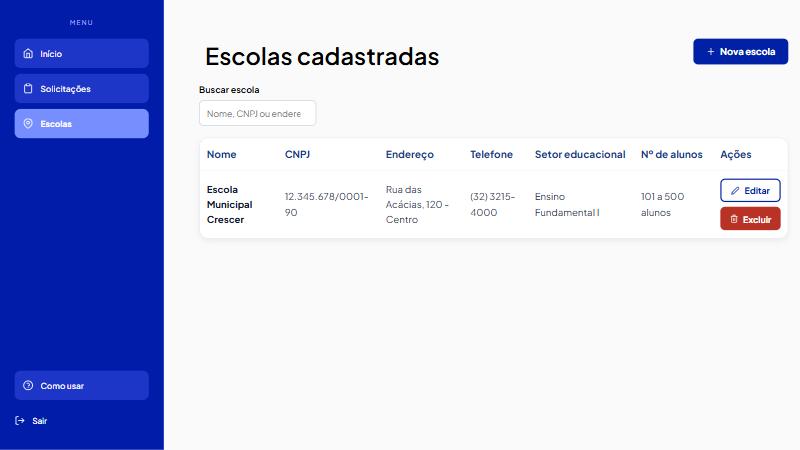 MENU
Início
Solicitações
Escolas
Como usar
Sair
Escolas cadastradas
Nova escola
Buscar escola
Nome, CNPJ ou endere
Nome CNPJ Endereço Telefone Setor educacional Nº de alunos Ações
Escola
Municipal
Crescer
12.345.678/0001-
90
Rua das
Acácias, 120 -
Centro
(32) 3215-
4000
Ensino
Fundamental I
101 a 500
alunos
Editar
Excluir